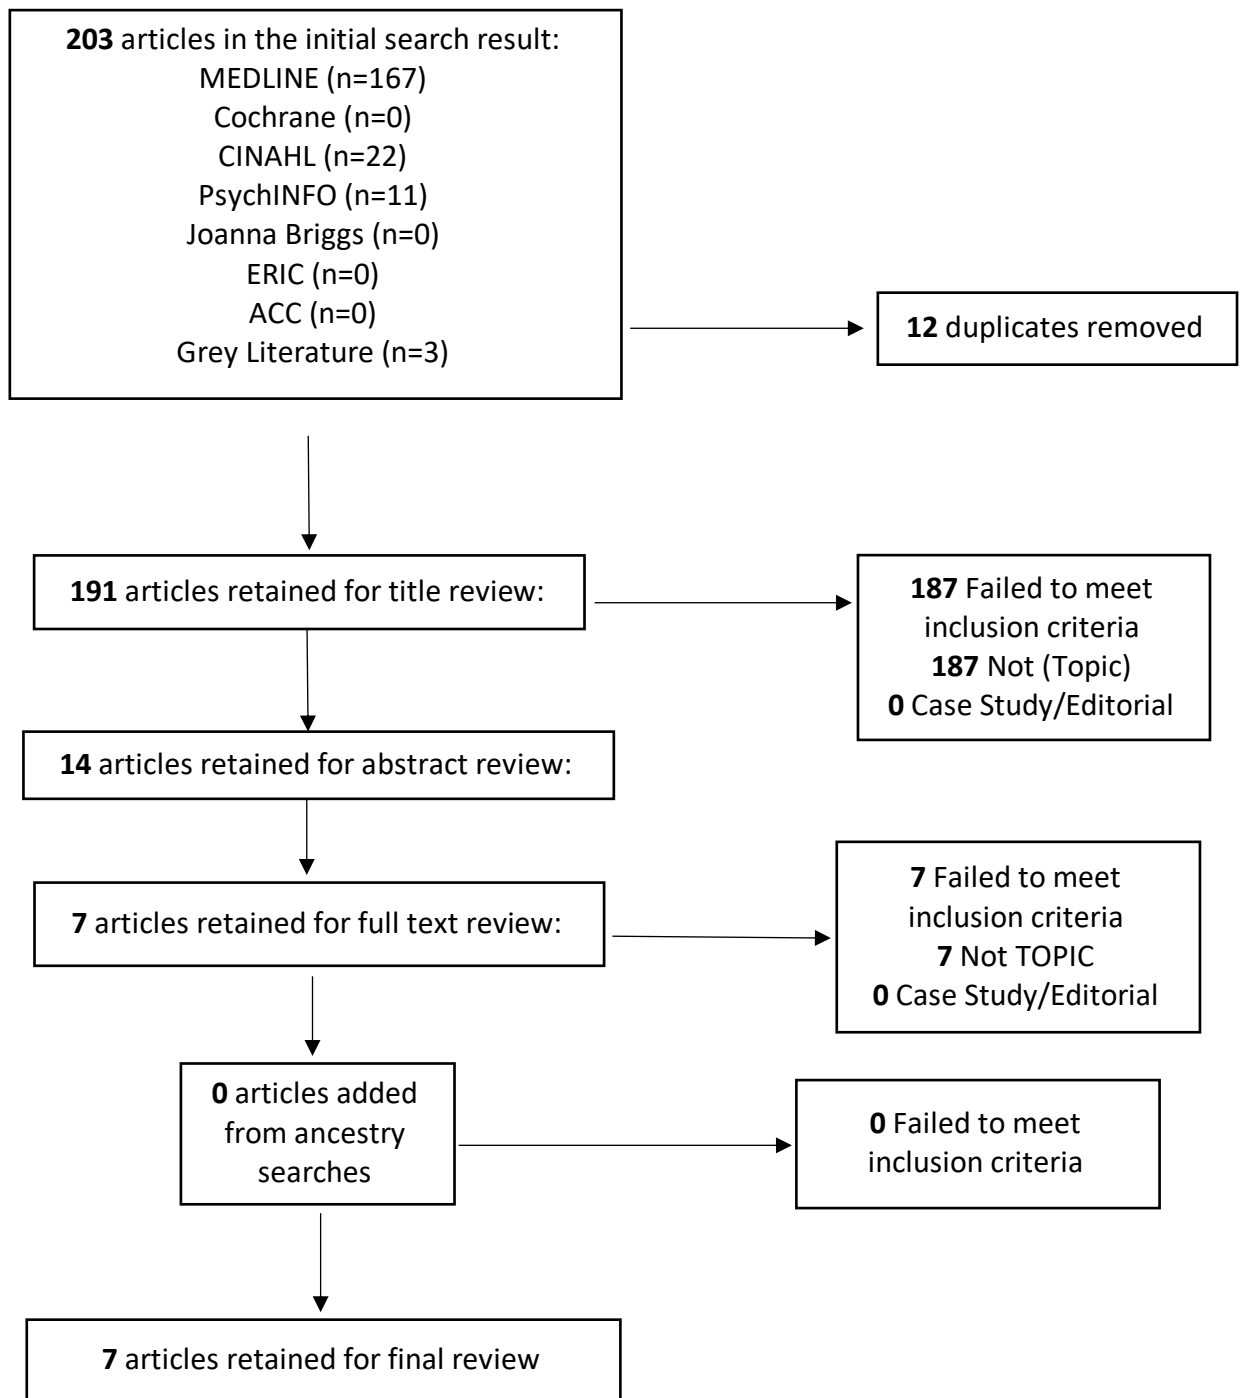 203 articles in the initial search result:
MEDLINE (n=167)
Cochrane (n=0)
CINAHL (n=22)
PsychINFO (n=11)
Joanna Briggs (n=0)
ERIC (n=0)
ACC (n=0)
Grey Literature (n=3)
12 duplicates removed
191 articles retained for title review:
187 Failed to meet
inclusion criteria
187 Not (Topic)
0 Case Study/Editorial
14 articles retained for abstract review:
7 articles retained for full text review:
7 Failed to meet
inclusion criteria
7 Not TOPIC
0 Case Study/Editorial
0 articles added
from ancestry
searches
0 Failed to meet
inclusion criteria
7 articles retained for final review